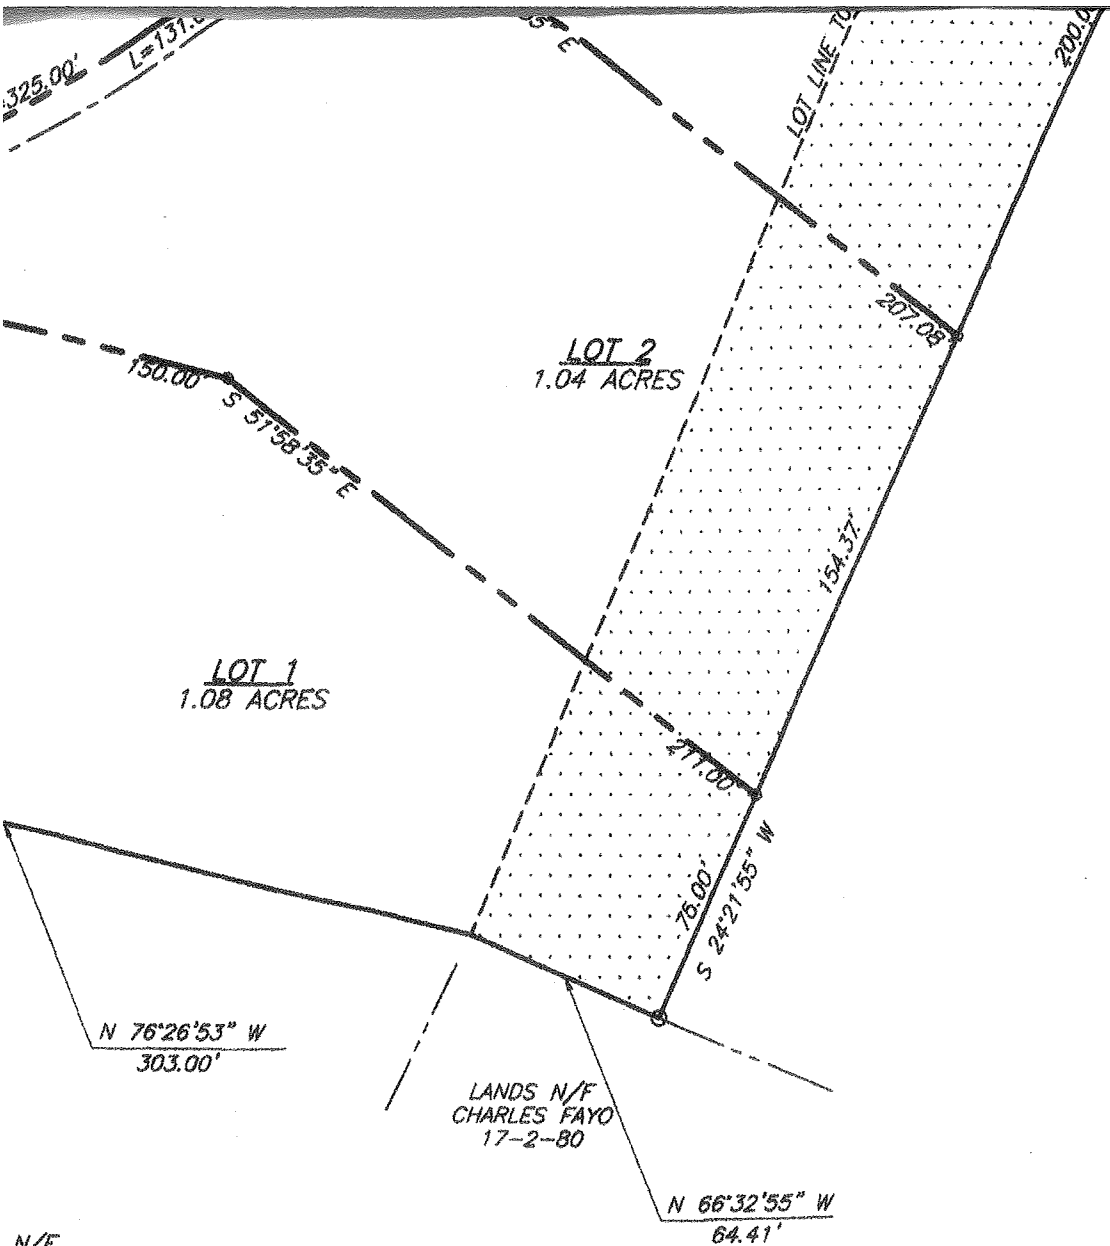 L=131.
325.00'
LOT LINE TO
200.0
207.08'
LOT 2
1.04 ACRES
150.00'
S 51°58'35" E
154.37'
LOT 1
1.08 ACRES
211.00'
76.00'
S 24°21'55" W
N 76°26'53" W
303.00'
LANDS N/F
CHARLES FAYO
17-2-80
N 66°32'55" W
64.41'
N/F